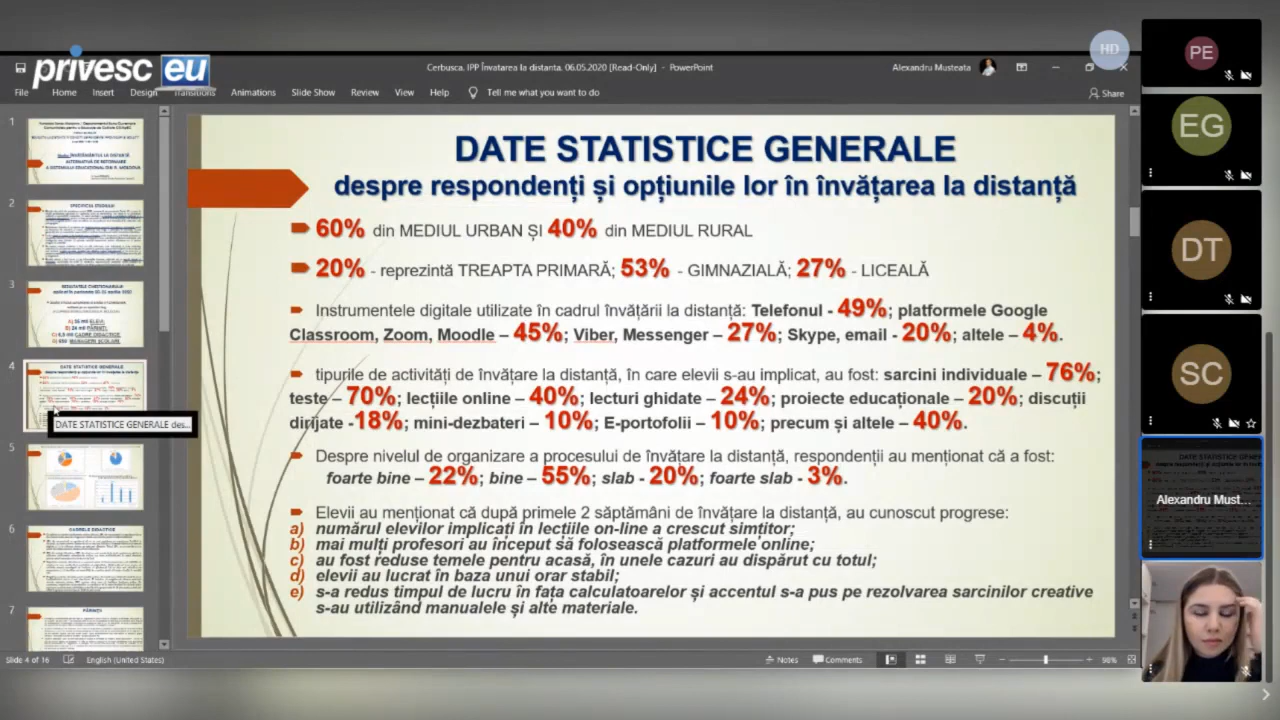 privesc eu
Cerbusca, IPP Învatarea la distanta, 06.05.2020 [Read-Only] - PowerPoint
Alexandru Musteata
HD
File Home Insert Design Transitions Animations Slide Show Review View Help Tell me what you want to do
Share
DATE STATISTICE GENERALE
despre respondenți și opțiunile lor în învățarea la distanță
60% din MEDIUL URBAN ȘI 40% din MEDIUL RURAL
20% - reprezintă TREAPTA PRIMARĂ; 53% - GIMNAZIALĂ; 27% - LICEALĂ
Instrumentele digitale utilizate în cadrul învățării la distanță: Telefonul - 49%; platformele Google
Classroom, Zoom, Moodle – 45%; Viber, Messenger – 27%; Skype, email - 20%; altele – 4%.
tipurile de activități de învățare la distanță, în care elevii s-au implicat, au fost: sarcini individuale – 76%;
teste – 70%; lecțiile online – 40%; lecturi ghidate – 24%; proiecte educaționale – 20%; discuții
dirijate -18%; mini-dezbateri – 10%; E-portofolii – 10%; precum și altele – 40%.
Despre nivelul de organizare a procesului de învățare la distanță, respondenții au menționat că a fost:
foarte bine – 22%; bine – 55%; slab - 20%; foarte slab - 3%.
Elevii au menționat că după primele 2 săptămâni de învățare la distanță, au cunoscut progrese:
a) numărul elevilor implicați în lecțiile on-line a crescut simțitor;
b) mai mulți profesori au început să folosească platformele online;
c) au fost reduse temele pentru acasă, în unele cazuri au dispărut cu totul;
d) elevii au lucrat în baza unui orar stabil;
e) s-a redus timpul de lucru în fața calculatoarelor și accentul s-a pus pe rezolvarea sarcinilor creative
s-au utilizând manualele și alte materiale.
1
2
3
4
DATE STATISTICE GENERALE des...
5
6
7
Slide 4 of 16 English (United States)
Notes Comments 98%
PE
EG
DT
SC
Alexandru Must...